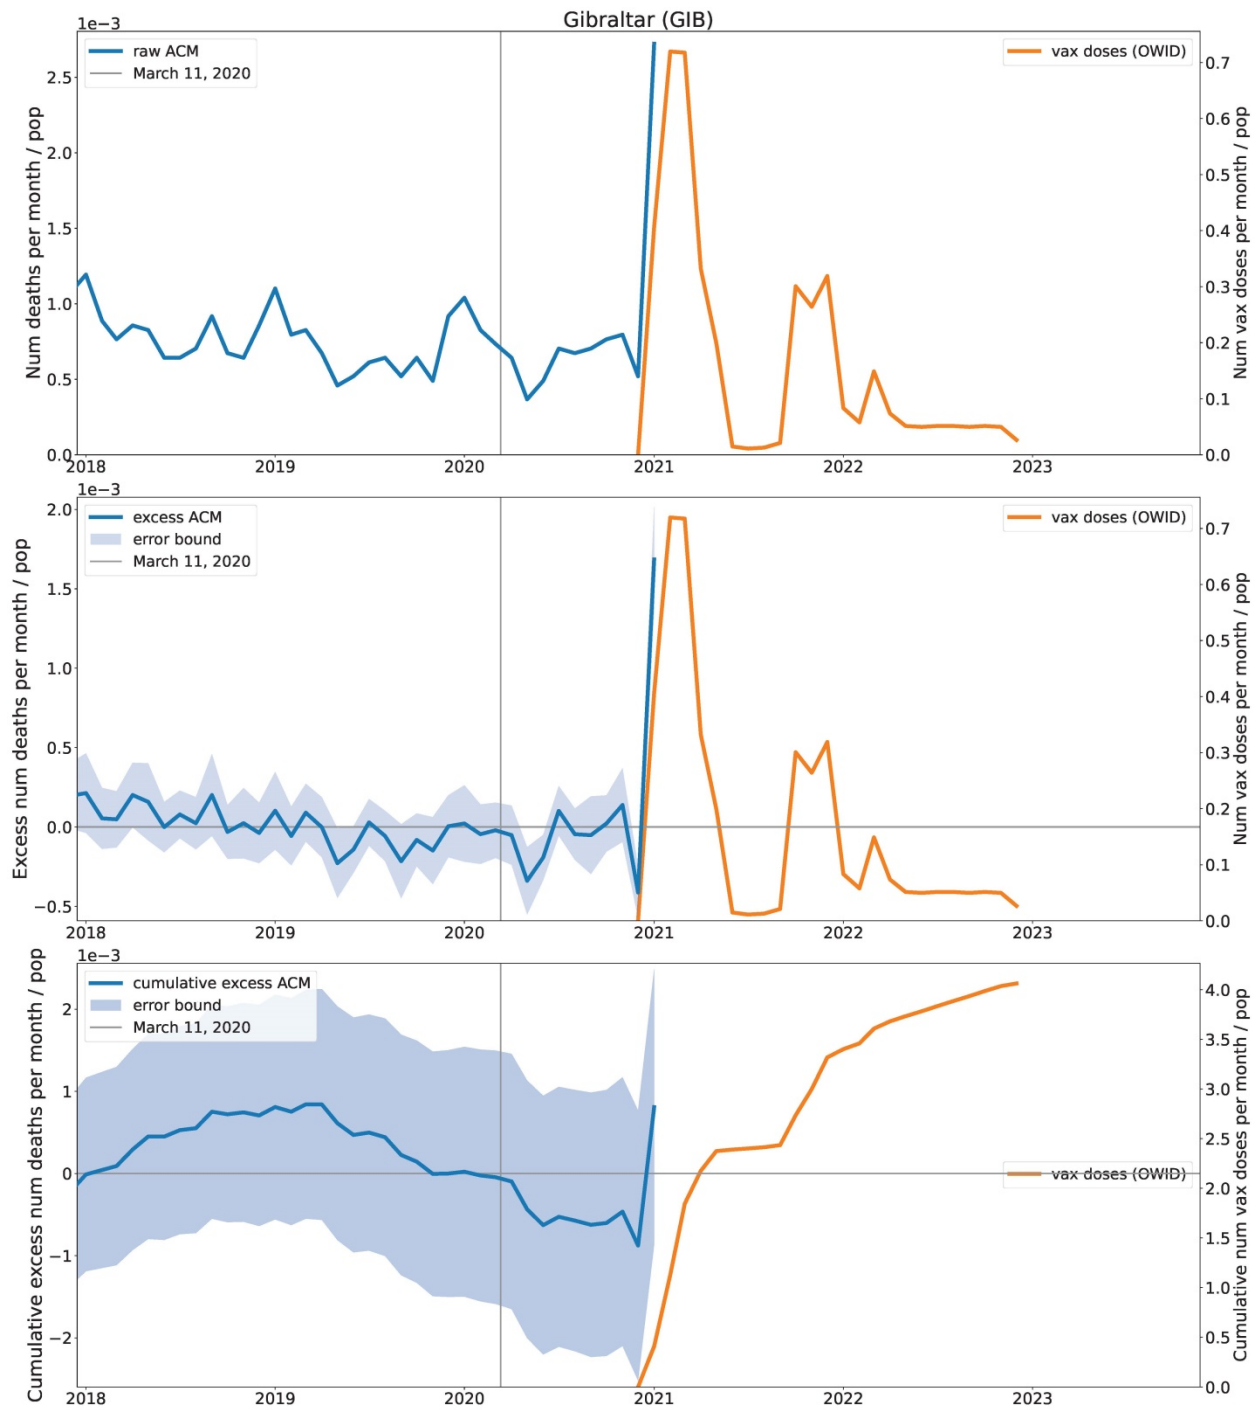 Gibraltar (GIB)
1e−3
raw ACM
March 11, 2020
vax doses (OWID)
Num deaths per month / pop
2.5
2.0
1.5
1.0
0.5
0.0
Num vax doses per month / pop
0.7
0.6
0.5
0.4
0.3
0.2
0.1
0.0
2018 2019 2020 2021 2022 2023
1e−3
excess ACM
error bound
March 11, 2020
vax doses (OWID)
Excess num deaths per month / pop
2.0
1.5
1.0
0.5
0.0
−0.5
Num vax doses per month / pop
0.7
0.6
0.5
0.4
0.3
0.2
0.1
0.0
2018 2019 2020 2021 2022 2023
1e−3
cumulative excess ACM
error bound
March 11, 2020
vax doses (OWID)
Cumulative excess num deaths per month / pop
2
1
0
−1
−2
Cumulative num vax doses per month / pop
4.0
3.5
3.0
2.5
2.0
1.5
1.0
0.5
0.0
2018 2019 2020 2021 2022 2023